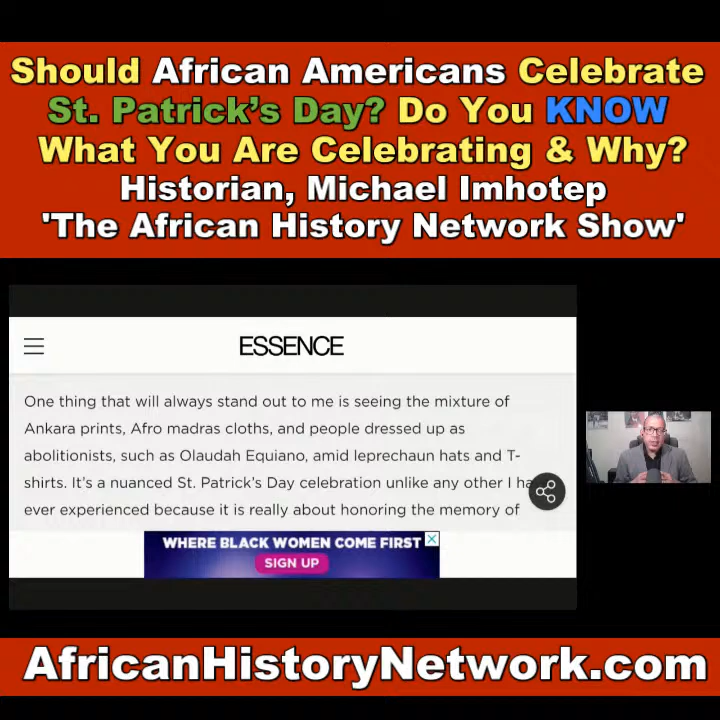 Should African Americans Celebrate
St. Patrick's Day? Do You KNOW
What You Are Celebrating & Why?
Historian, Michael Imhotep
'The African History Network Show'
ESSENCE
One thing that will always stand out to me is seeing the mixture of
Ankara prints, Afro madras cloths, and people dressed up as
abolitionists, such as Olaudah Equiano, amid leprechaun hats and T-
shirts. It's a nuanced St. Patrick's Day celebration unlike any other I ha
ever experienced because it is really about honoring the memory of
WHERE BLACK WOMEN COME FIRST
SIGN UP
AfricanHistoryNetwork.com